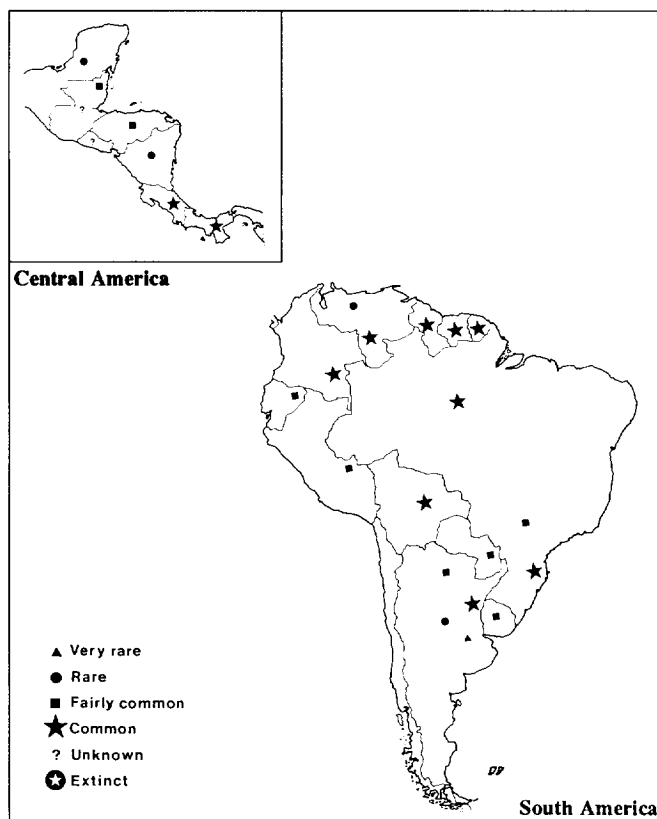 Central America
Very rare
Rare
Fairly common
Common
? Unknown
Extinct
South America